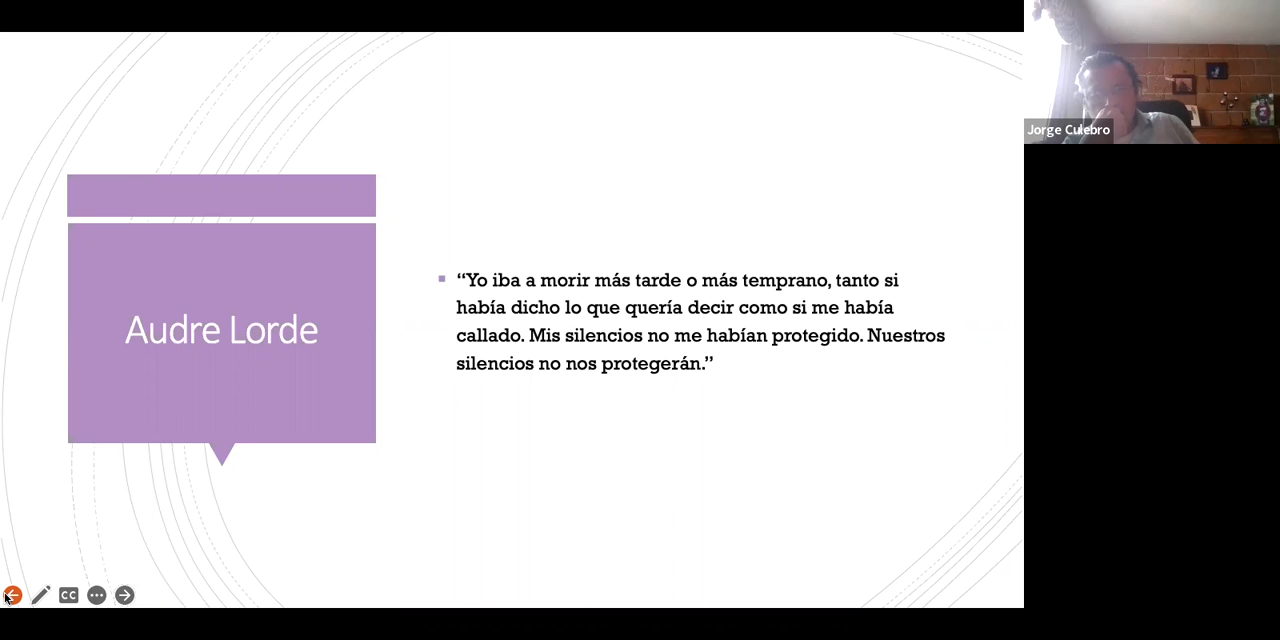 Audre Lorde
“Yo iba a morir más tarde o más temprano, tanto si
había dicho lo que quería decir como si me había
callado. Mis silencios no me habían protegido. Nuestros
silencios no nos protegerán.”
Jorge Culebro
CC